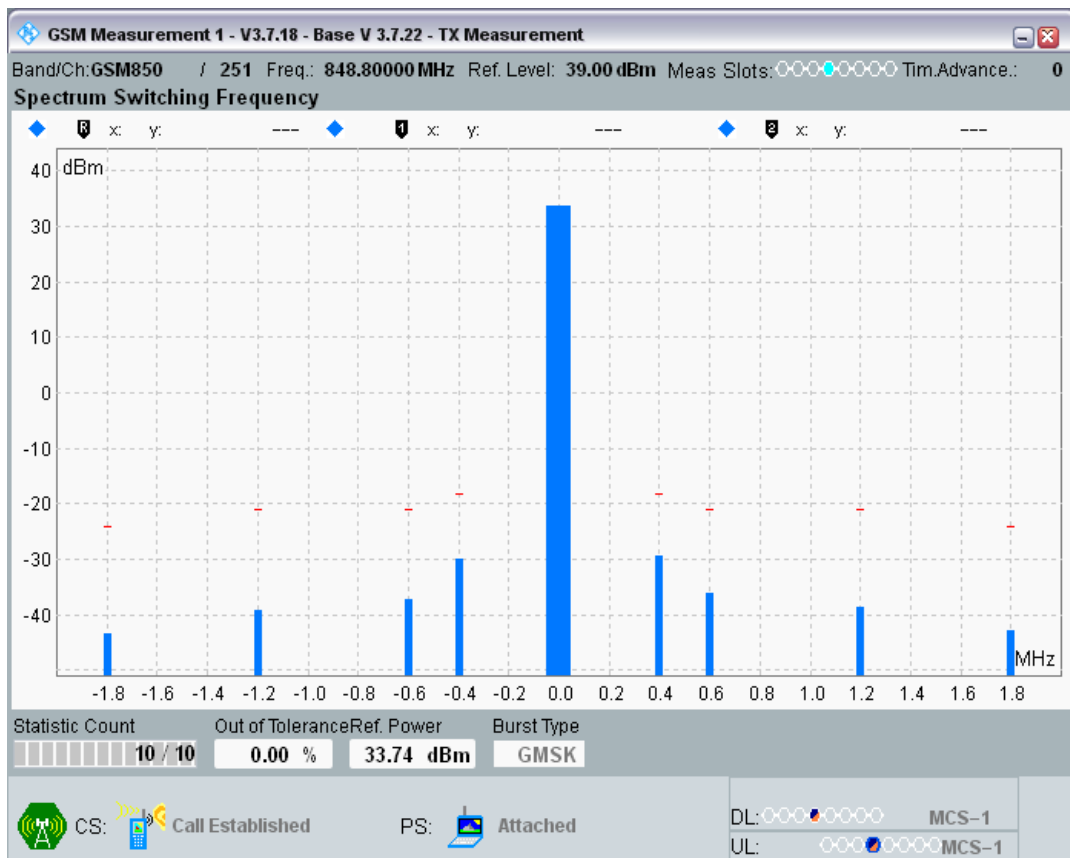 GSM Measurement 1 - V3.7.18 - Base V 3.7.22 - TX Measurement
Band/Ch:GSM850 / 251 Freq.: 848.80000 MHz Ref. Level: 39.00 dBm Meas Slots: Tim.Advance.: 0
Spectrum Switching Frequency
R x: y: --- 1 x: y: --- 2 x: y: ---
dBm
40
30
20
10
0
-10
-20
-30
-40
MHz
-1.8 -1.6 -1.4 -1.2 -1.0 -0.8 -0.6 -0.4 -0.2 0.0 0.2 0.4 0.6 0.8 1.0 1.2 1.4 1.6 1.8
Statistic Count Out of Tolerance Ref. Power Burst Type
10 / 10 0.00 % 33.74 dBm GMSK
CS: Call Established PS: Attached
DL: MCS-1
UL: MCS-1